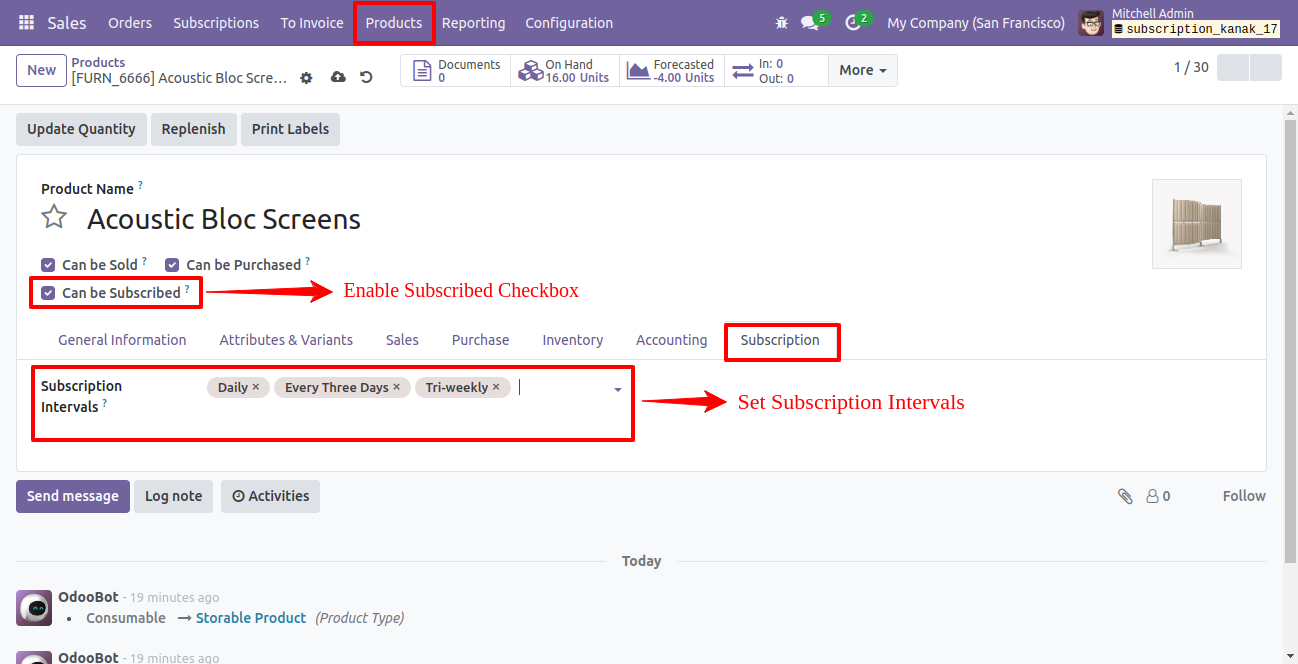 Sales Orders Subscriptions To Invoice Products Reporting Configuration 5 2 My Company (San Francisco) Mitchell Admin
subscription_kanak_17
New Products
[FURN_6666] Acoustic Bloc Scre...
Documents
0
On Hand
16.00 Units
Forecasted
-4.00 Units
In: 0
Out: 0
More
1 / 30
Update Quantity Replenish Print Labels
Product Name ?
Acoustic Bloc Screens
Can be Sold ? Can be Purchased ?
Can be Subscribed ? Enable Subscribed Checkbox
General Information Attributes & Variants Sales Purchase Inventory Accounting Subscription
Subscription
Intervals ?
Daily × Every Three Days × Tri-weekly ×
Set Subscription Intervals
Send message Log note Activities 0 Follow
Today
OdooBot - 19 minutes ago
• Consumable → Storable Product (Product Type)
OdooBot - 19 minutes ago